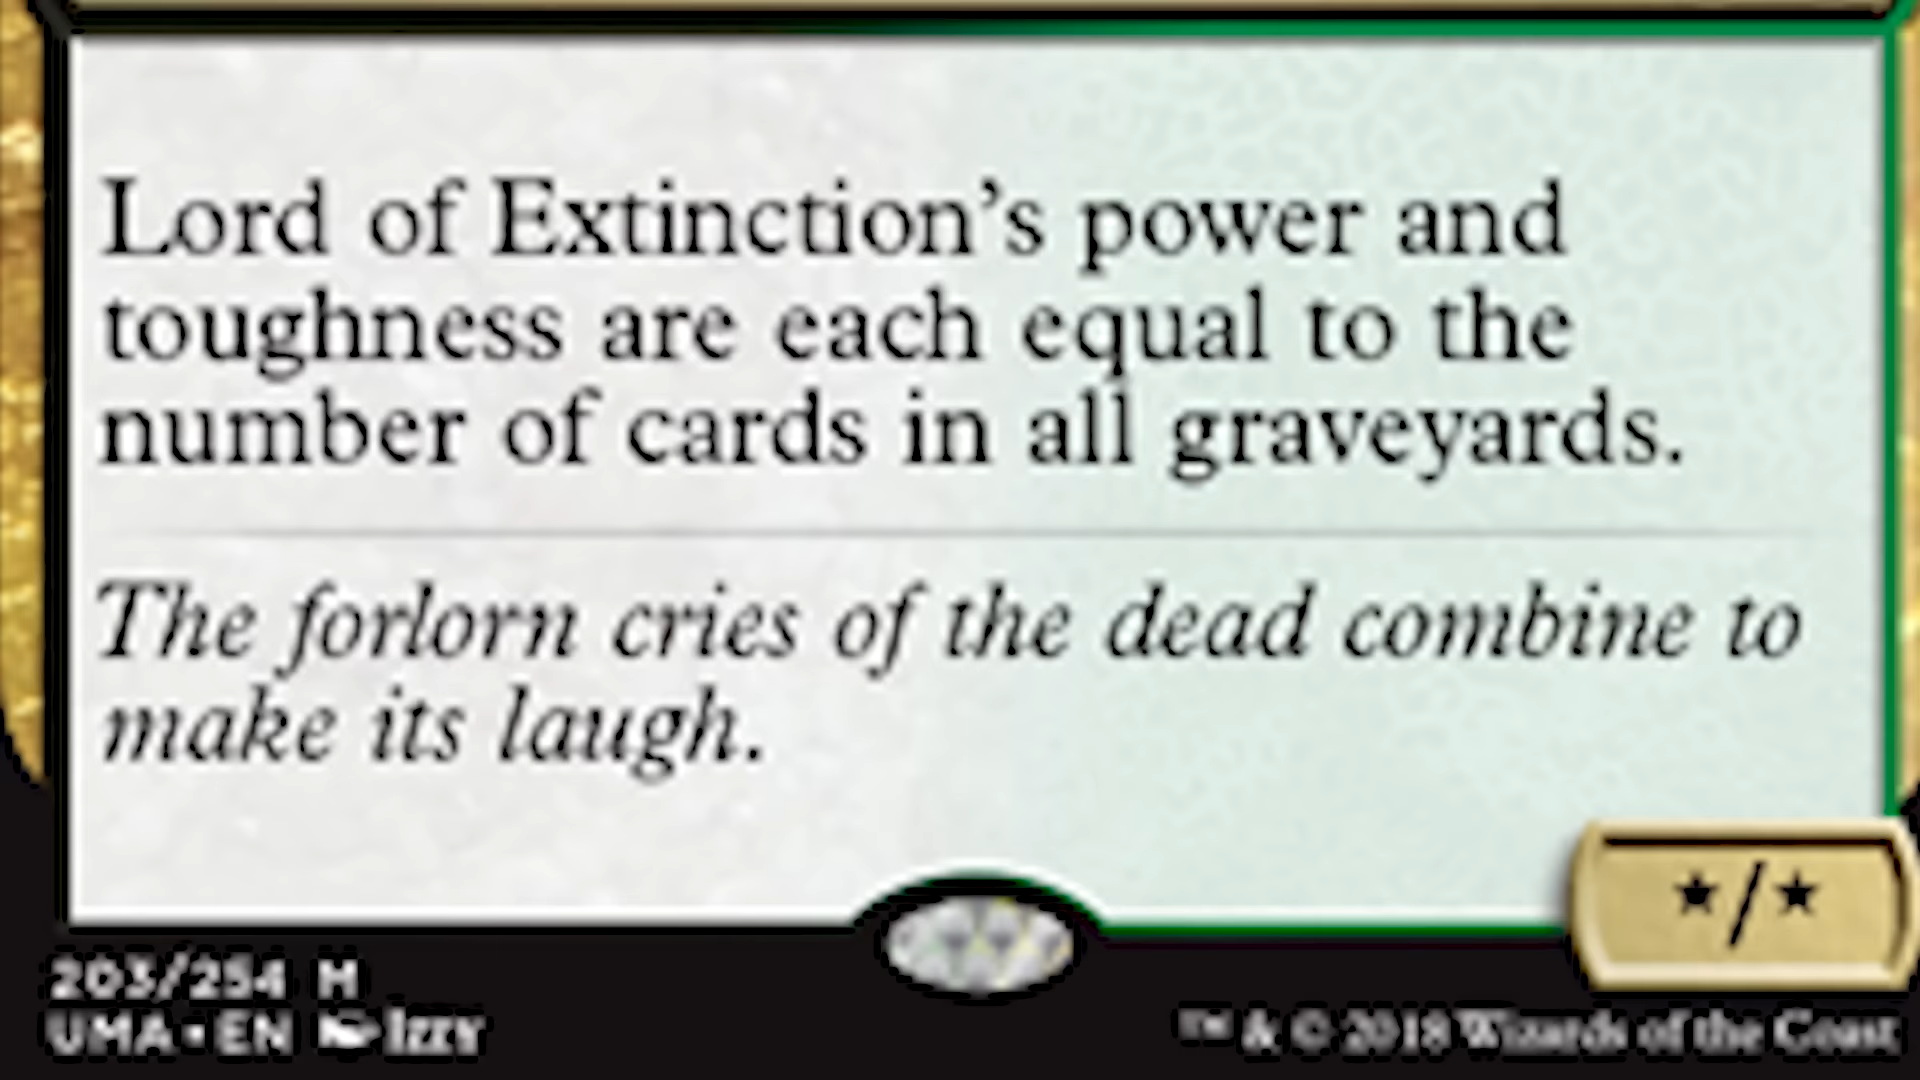 Lord of Extinction’s power and
toughness are each equal to the
number of cards in all graveyards.
The forlorn cries of the dead combine to
make its laugh.
★/★
203/254 M
UMA • EN Izzy
™ & © 2018 Wizards of the Coast